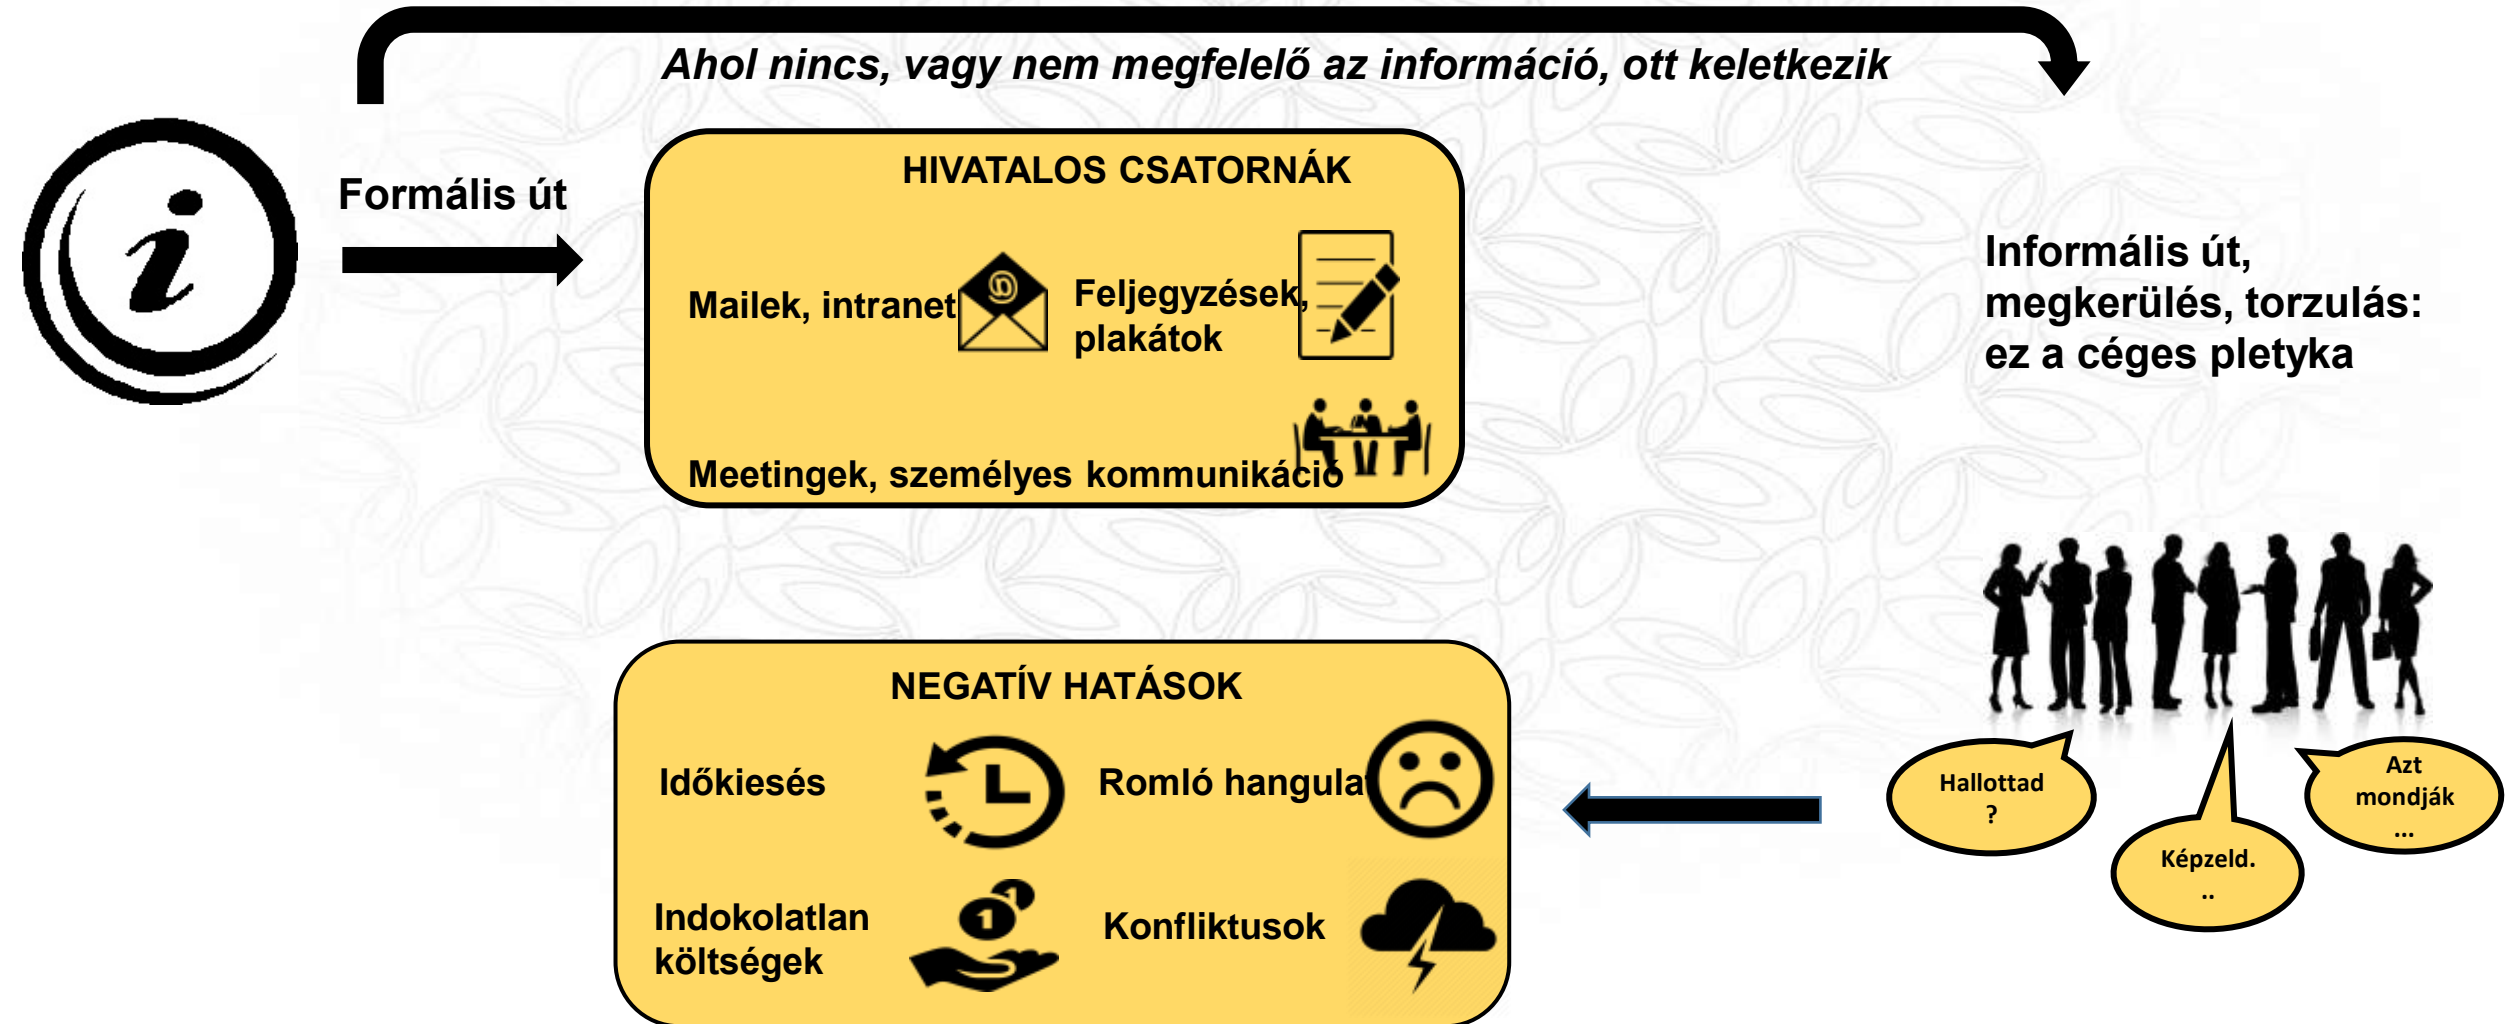 Ahol nincs, vagy nem megfelelő az információ, ott keletkezik
Formális út
HIVATALOS CSATORNÁK
Mailek, intranet
Feljegyzések,
plakátok
Meetingek, személyes kommunikáció
Informális út,
megkerülés, torzulás:
ez a céges pletyka
Hallottad
?
Képzeld.
..
Azt
mondják
...
NEGATÍV HATÁSOK
Időkiesés
Romló hangulat
Indokolatlan
költségek
Konfliktusok